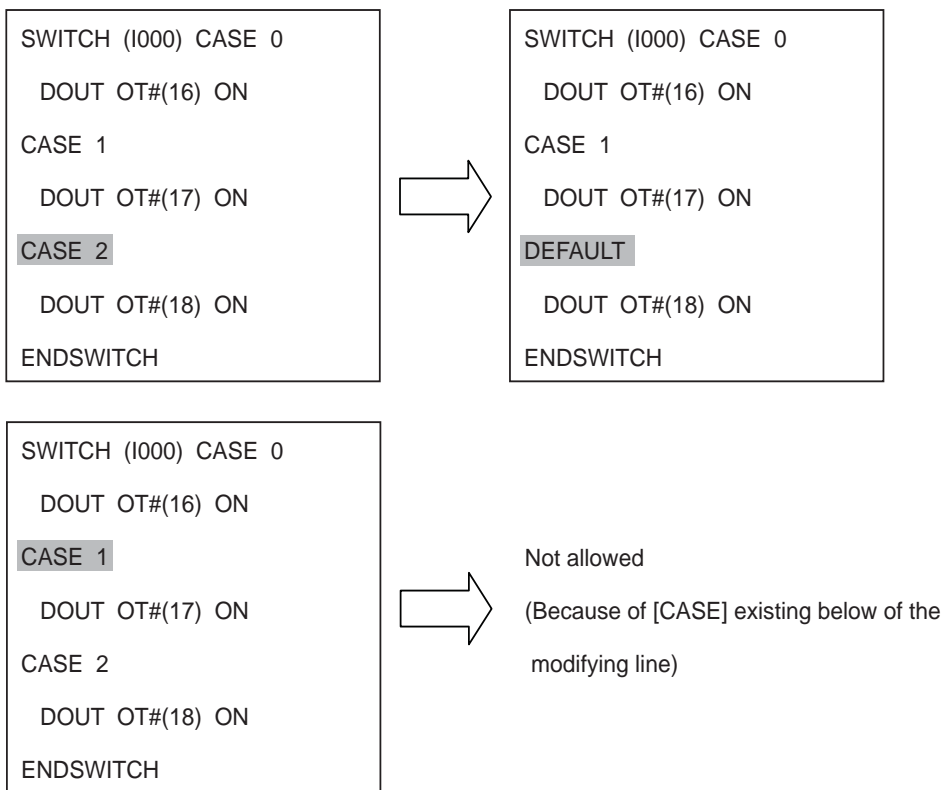 SWITCH (I000) CASE 0
DOUT OT#(16) ON
CASE 1
DOUT OT#(17) ON
CASE 2
DOUT OT#(18) ON
ENDSWITCH
SWITCH (I000) CASE 0
DOUT OT#(16) ON
CASE 1
DOUT OT#(17) ON
DEFAULT
DOUT OT#(18) ON
ENDSWITCH
SWITCH (I000) CASE 0
DOUT OT#(16) ON
CASE 1
DOUT OT#(17) ON
CASE 2
DOUT OT#(18) ON
ENDSWITCH
Not allowed
(Because of [CASE] existing below of the
modifying line)